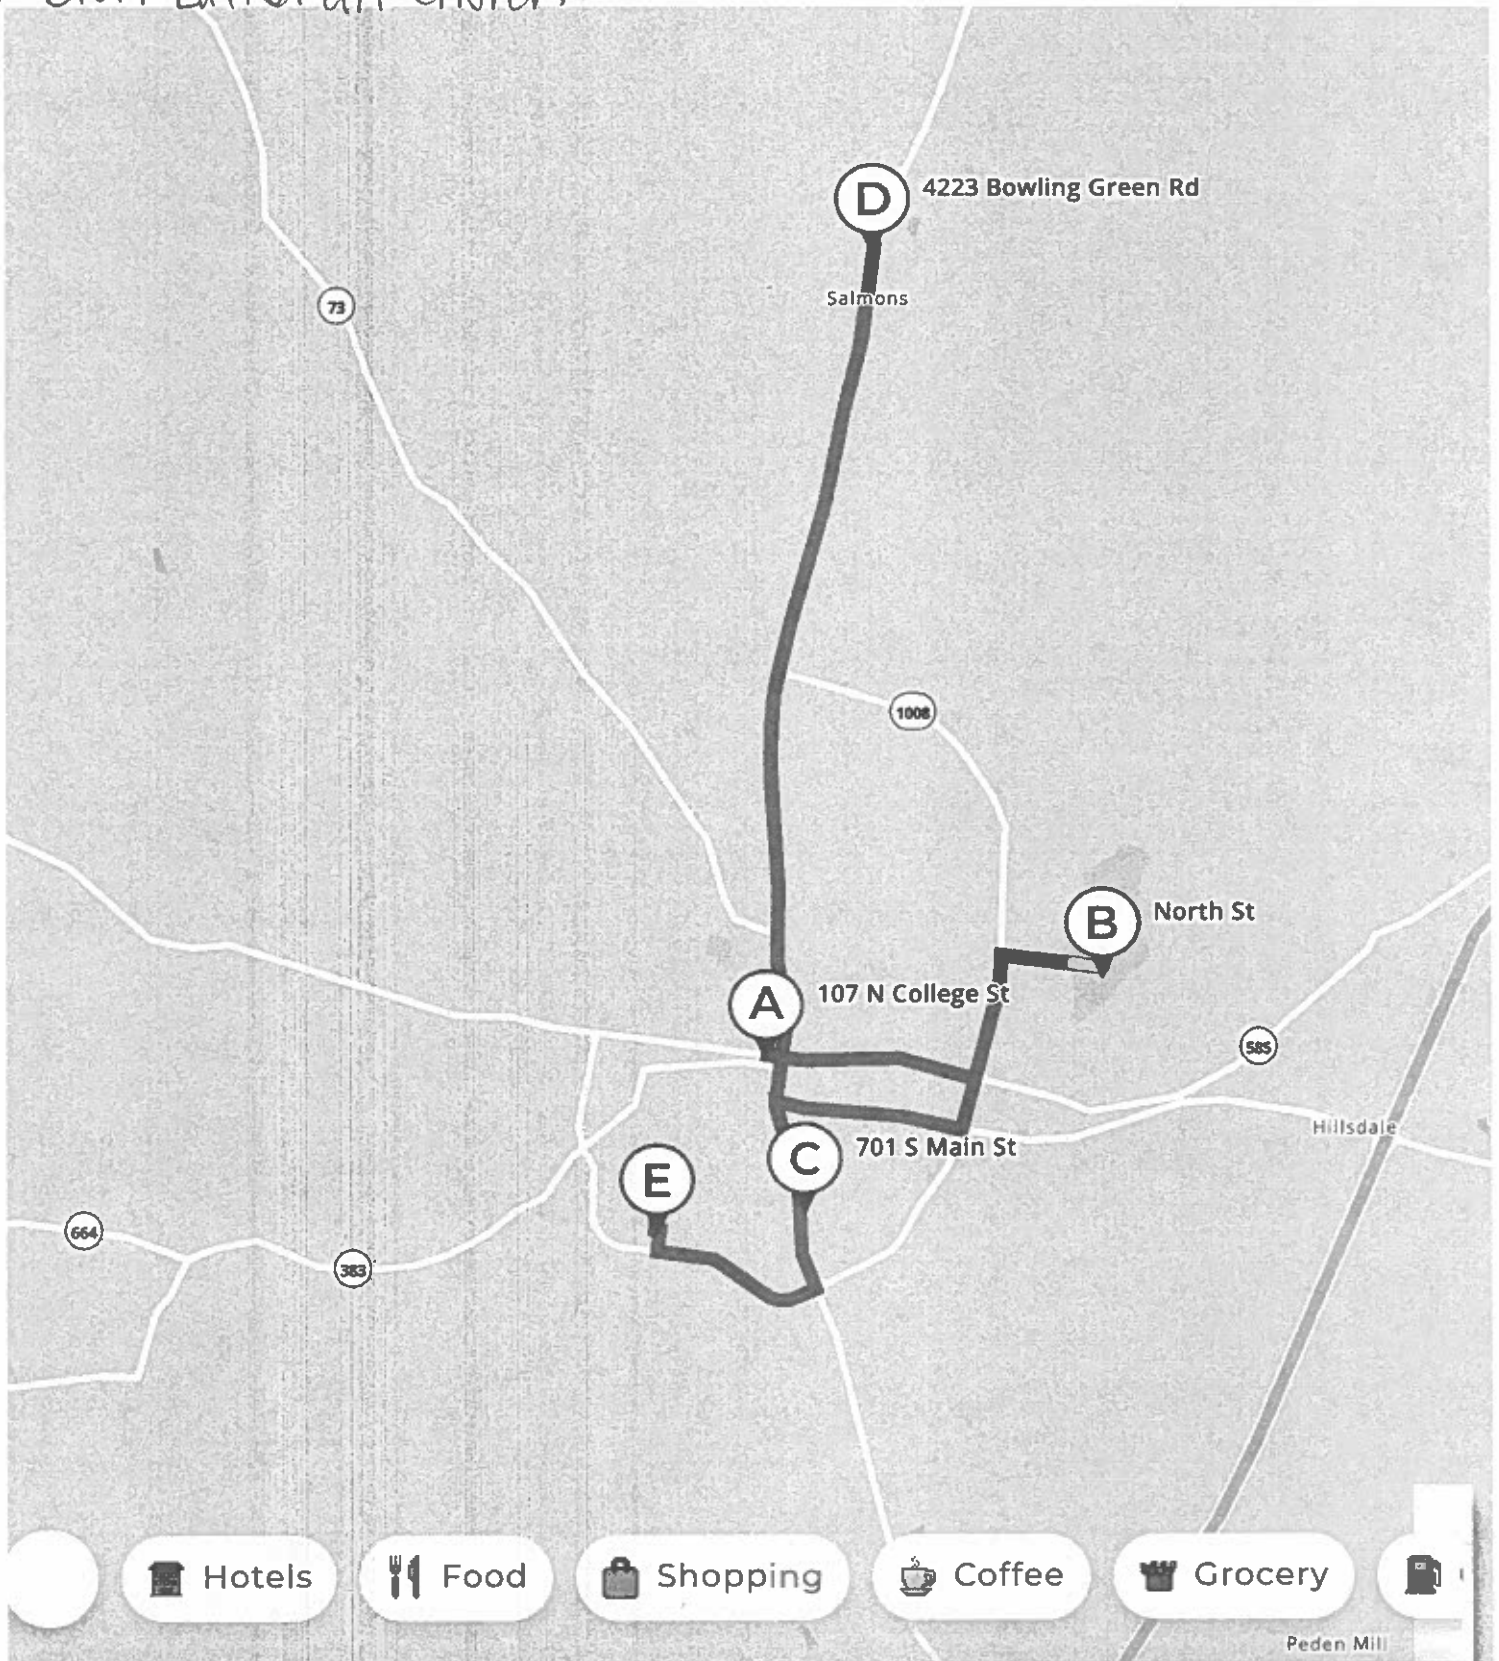 D
4223 Bowling Green Rd
Salmons
73
1008
B
North St
A
107 N College St
585
Hillsdale
C
701 S Main St
E
664
383
Hotels
Food
Shopping
Coffee
Grocery
Peden Mill